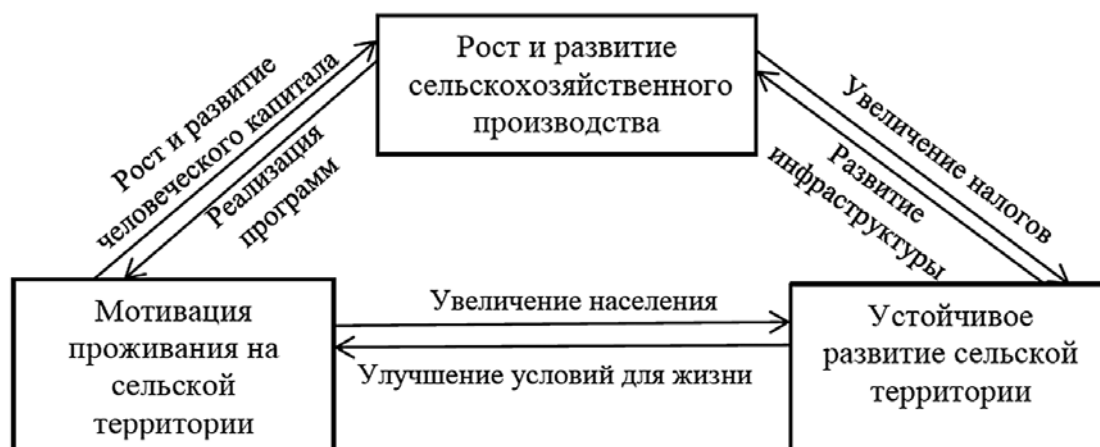 Рост и развитие
сельскохозяйственного
производства
Рост и развитие
человеческого капитала
Реализация
программ
Увеличение налогов
Развитие
инфраструктуры
Мотивация
проживания на
сельской
территории
Увеличение населения
Улучшение условий для жизни
Устойчивое
развитие сельской
территории